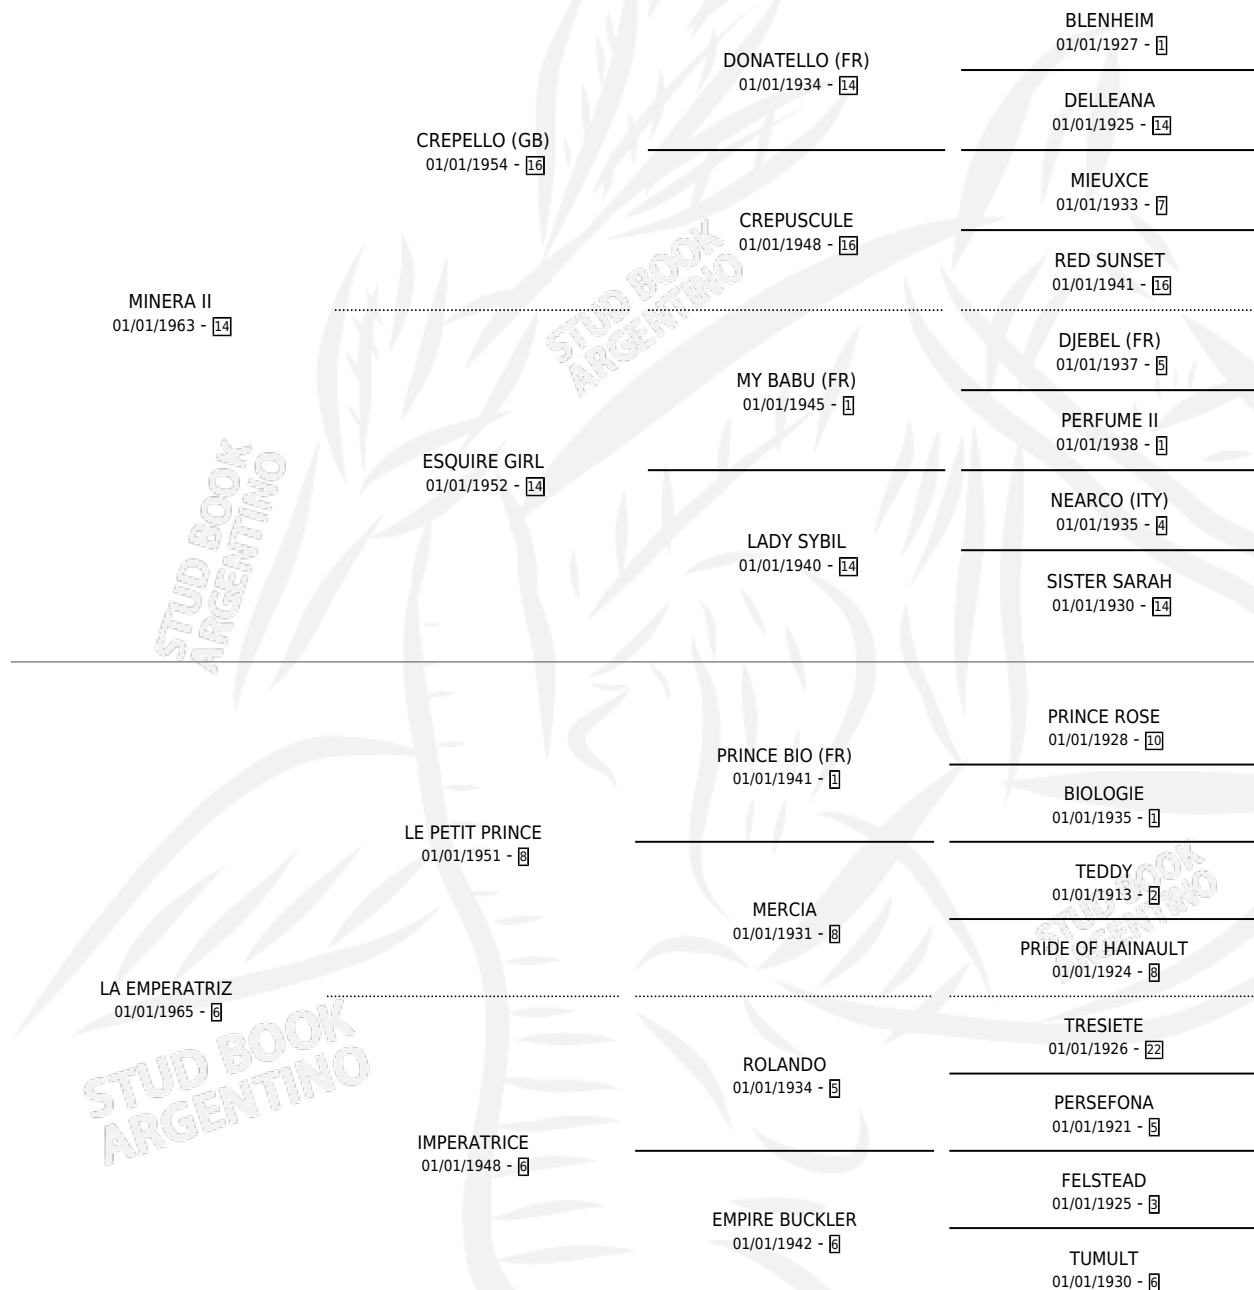 BLENHEIM
01/01/1927 - 1
DONATELLO (FR)
01/01/1934 - 14
DELLEANA
01/01/1925 - 14
CREPELLO (GB)
01/01/1954 - 16
MIEUXCE
01/01/1933 - 7
CREPUSCULE
01/01/1948 - 16
RED SUNSET
01/01/1941 - 16
MINERA II
01/01/1963 - 14
DJEBEL (FR)
01/01/1937 - 5
MY BABU (FR)
01/01/1945 - 1
PERFUME II
01/01/1938 - 1
ESQUIRE GIRL
01/01/1952 - 14
NEARCO (ITY)
01/01/1935 - 4
LADY SYBIL
01/01/1940 - 14
SISTER SARAH
01/01/1930 - 14
PRINCE ROSE
01/01/1928 - 10
PRINCE BIO (FR)
01/01/1941 - 1
BIOLOGIE
01/01/1935 - 1
LE PETIT PRINCE
01/01/1951 - 8
TEDDY
01/01/1913 - 2
MERCIA
01/01/1931 - 8
PRIDE OF HAINAULT
01/01/1924 - 8
LA EMPERATRIZ
01/01/1965 - 6
TRESIETE
01/01/1926 - 22
ROLANDO
01/01/1934 - 5
PERSEFONA
01/01/1921 - 5
IMPERATRICE
01/01/1948 - 6
FELSTEAD
01/01/1925 - 3
EMPIRE BUCKLER
01/01/1942 - 6
TUMULT
01/01/1930 - 6
STUD BOOK
ARGENTINO
STUD BOOK
ARGENTINO
STUD BOOK
ARGENTINO
STUD BOOK
ARGENTINO